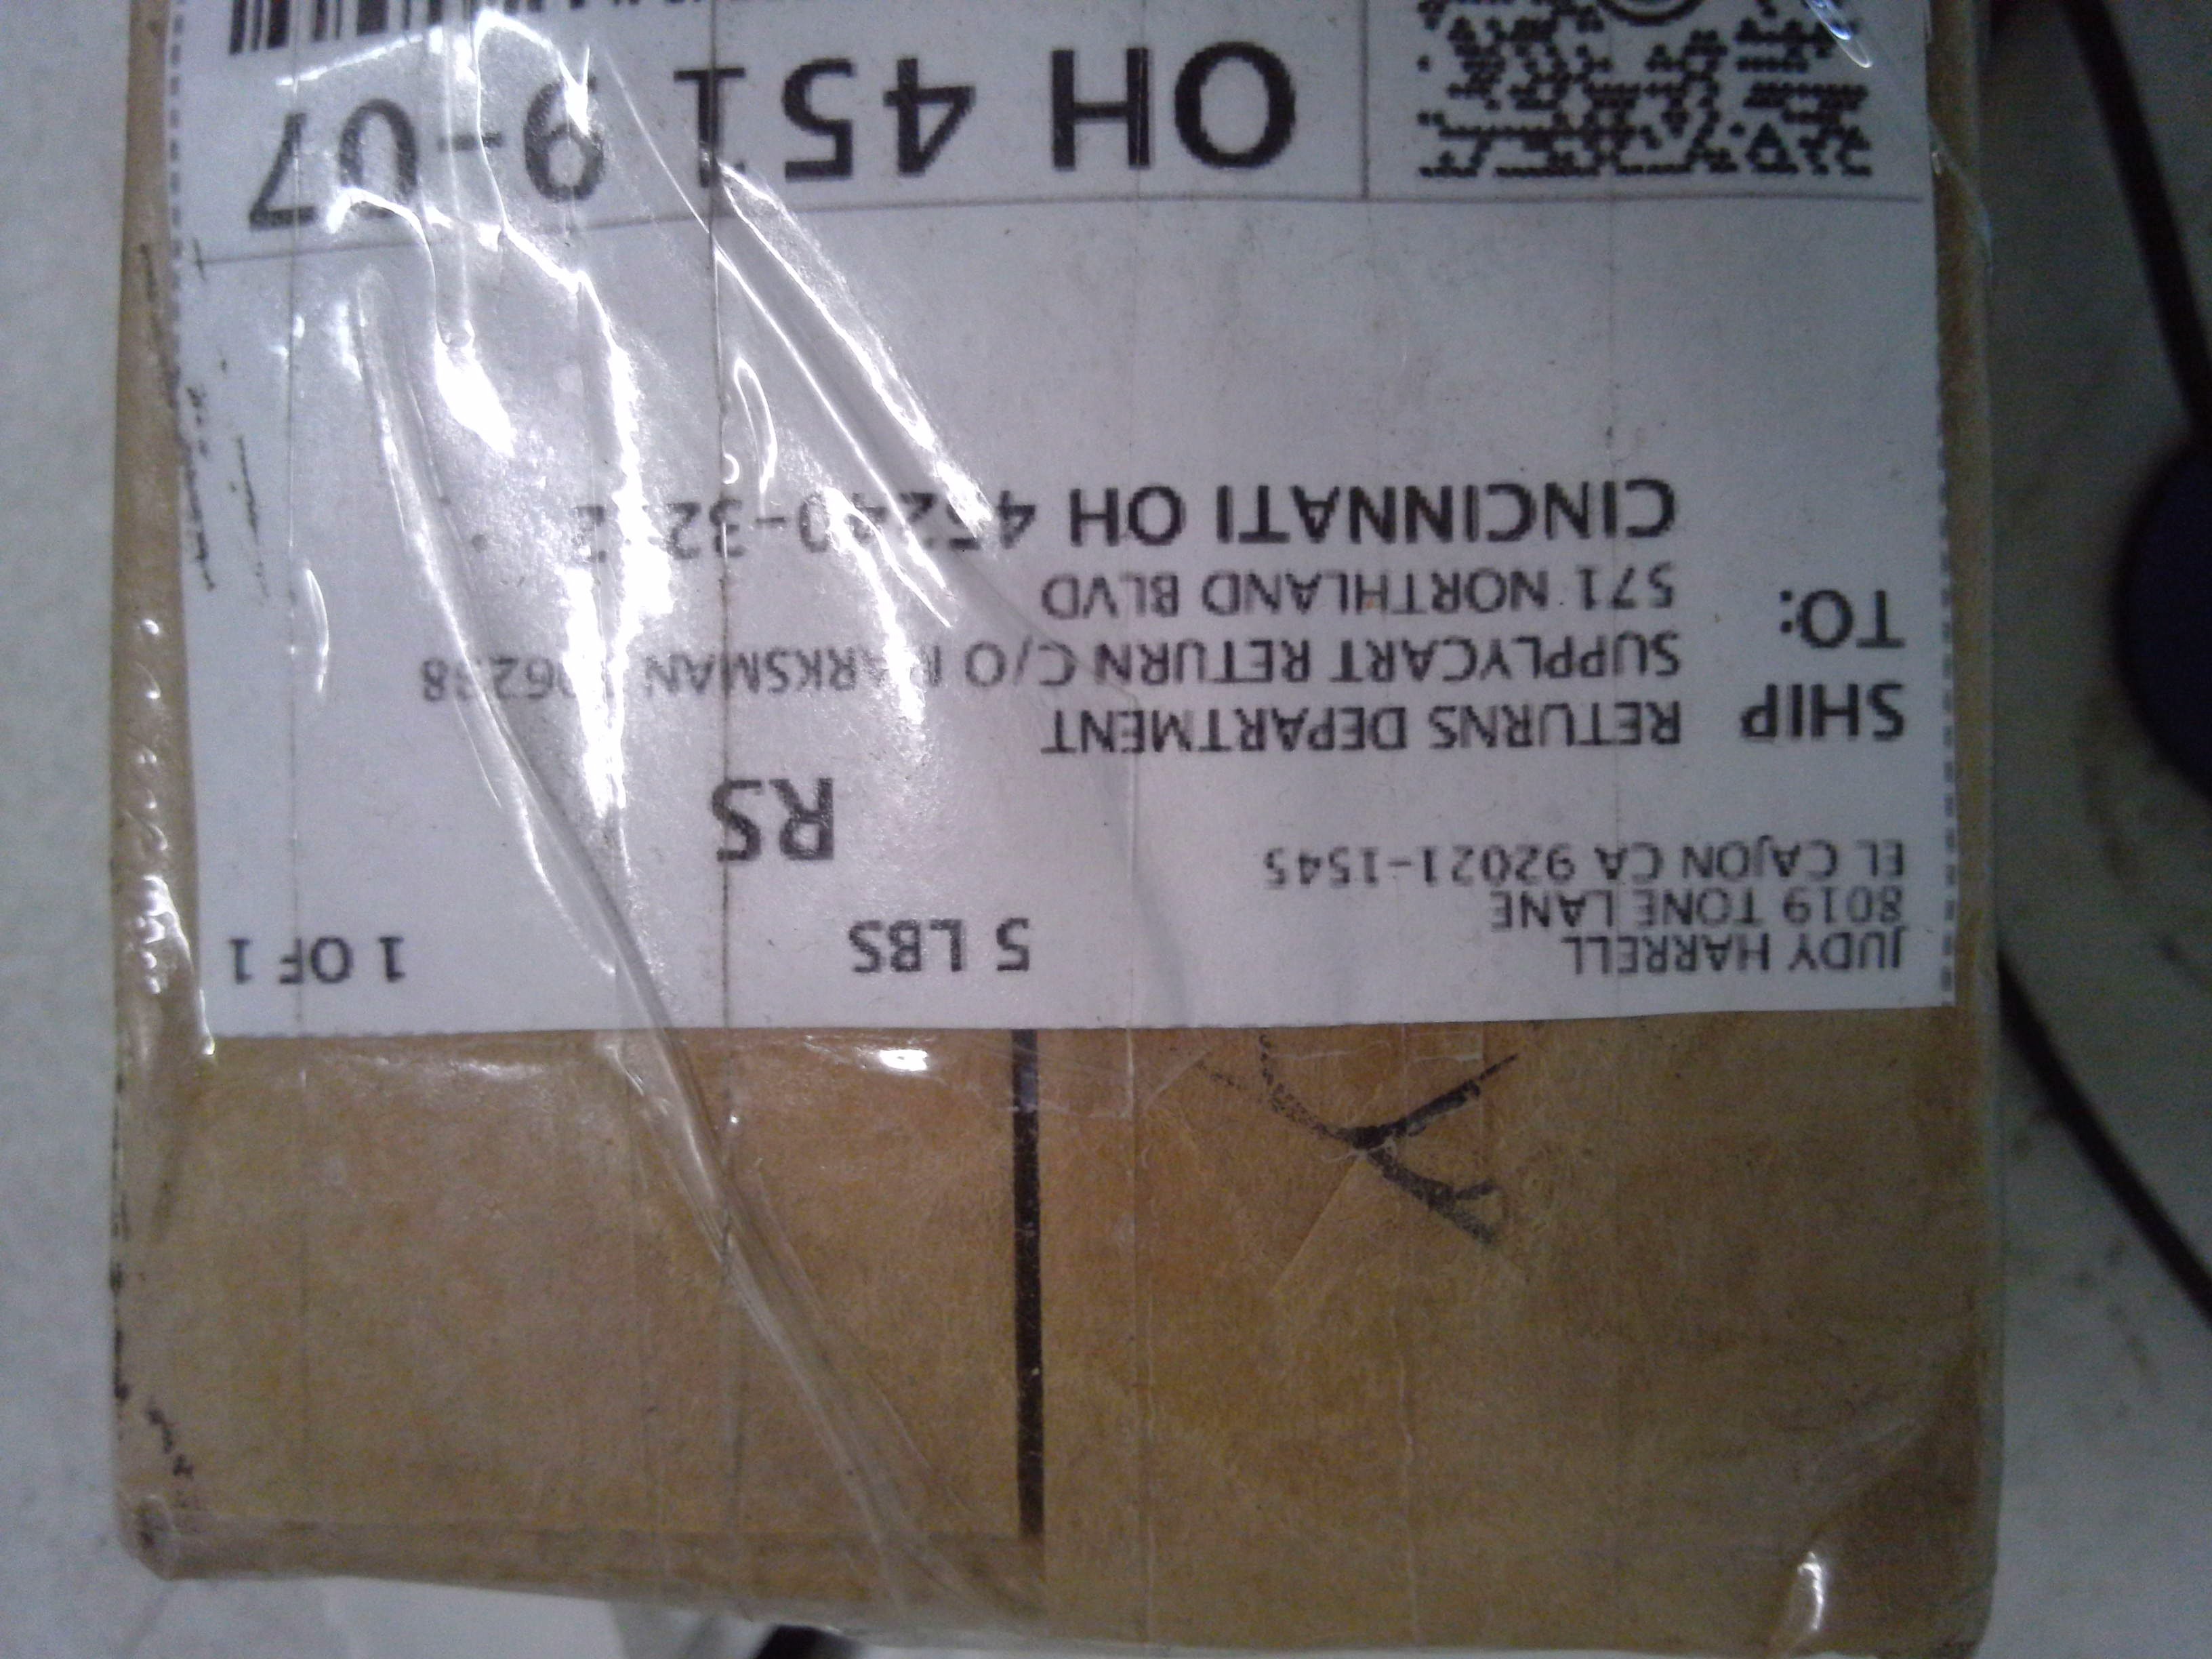 JUDY HARRELL
8019 TONE LANE
EL CAJON CA 92021-1545
5 LBS
1 OF 1
RS
SHIP
TO:
RETURNS DEPARTMENT
SUPPLYCART RETURN C/O MARKSMAN
571 NORTHLAND BLVD
CINCINNATI OH
OH 451 9-07